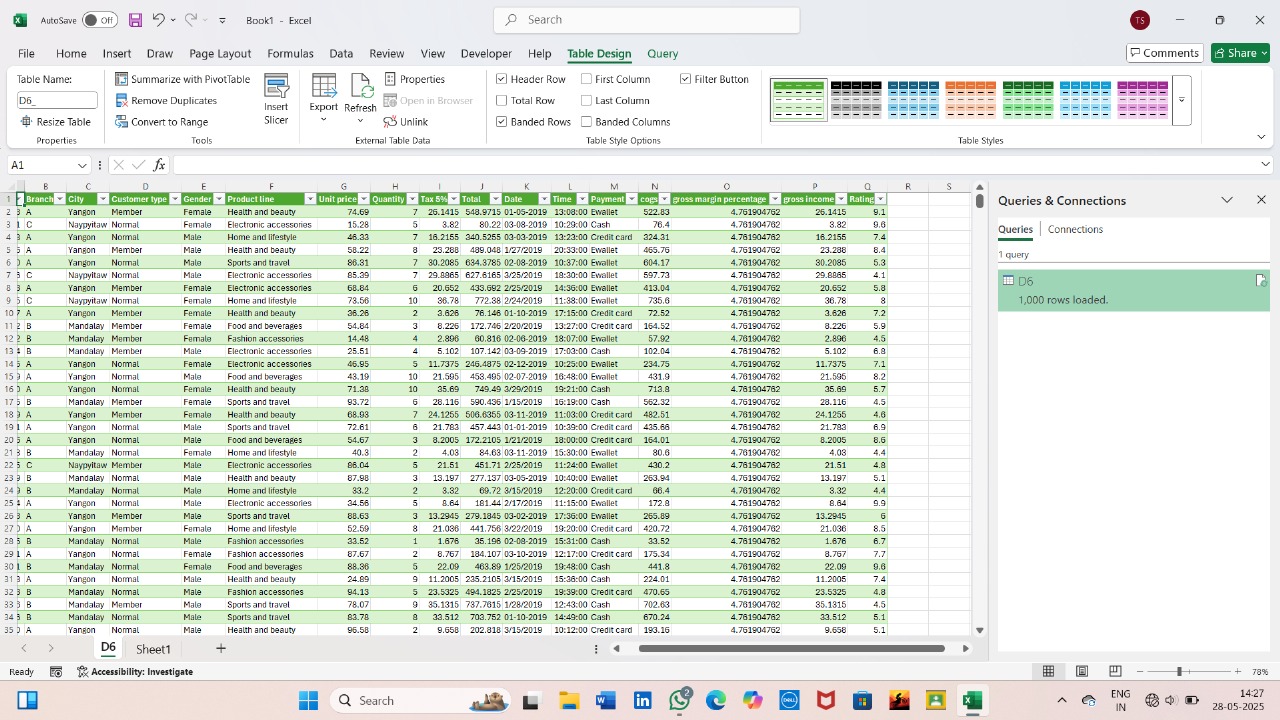 AutoSave Off Book1 - Excel Search TS
File Home Insert Draw Page Layout Formulas Data Review View Developer Help Table Design Query Comments Share
Table Name: Summarize with PivotTable Properties Header Row First Column Filter Button
D6_ Remove Duplicates Insert Slicer Export Refresh Open in Browser Total Row Last Column
Resize Table Convert to Range Unlink Banded Rows Banded Columns
Properties Tools External Table Data Table Style Options Table Styles
A1 fx
B C D E F G H I J K L M N O P Q R S
1 Branch City Customer type Gender Product line Unit price Quantity Tax 5% Total Date Time Payment cogs gross margin percentage gross income Rating
2 A Yangon Member Female Health and beauty 74.69 7 26.1415 548.9715 01-05-2019 13:08:00 Ewallet 522.83 4.761904762 26.1415 9.1
3 C Naypyitaw Normal Female Electronic accessories 15.28 5 3.82 80.22 03-08-2019 10:29:00 Cash 76.4 4.761904762 3.82 9.6
4 A Yangon Normal Male Home and lifestyle 46.33 7 16.2155 340.5255 03-03-2019 13:23:00 Credit card 324.31 4.761904762 16.2155 7.4
5 A Yangon Member Male Health and beauty 58.22 8 23.288 489.048 1/27/2019 20:33:00 Ewallet 465.76 4.761904762 23.288 8.4
6 A Yangon Normal Male Sports and travel 86.31 7 30.2085 634.3785 02-08-2019 10:37:00 Ewallet 604.17 4.761904762 30.2085 5.3
7 C Naypyitaw Normal Male Electronic accessories 85.39 7 29.8865 627.6165 3/25/2019 18:30:00 Ewallet 597.73 4.761904762 29.8865 4.1
8 A Yangon Member Female Electronic accessories 68.84 6 20.652 433.692 2/25/2019 14:36:00 Ewallet 413.04 4.761904762 20.652 5.8
9 C Naypyitaw Normal Female Home and lifestyle 73.56 10 36.78 772.38 2/24/2019 11:38:00 Ewallet 735.6 4.761904762 36.78 8
10 A Yangon Member Female Health and beauty 36.26 2 3.626 76.146 01-10-2019 17:15:00 Credit card 72.52 4.761904762 3.626 7.2
11 B Mandalay Member Female Food and beverages 54.84 3 8.226 172.746 2/20/2019 13:27:00 Credit card 164.52 4.761904762 8.226 5.9
12 B Mandalay Member Female Fashion accessories 14.48 4 2.896 60.816 02-06-2019 18:07:00 Ewallet 57.92 4.761904762 2.896 4.5
13 B Mandalay Member Male Electronic accessories 25.51 4 5.102 107.142 03-09-2019 17:03:00 Cash 102.04 4.761904762 5.102 6.8
14 A Yangon Normal Female Electronic accessories 46.95 5 11.7375 246.4875 02-12-2019 10:25:00 Ewallet 234.75 4.761904762 11.7375 7.1
15 A Yangon Normal Male Food and beverages 43.19 10 21.595 453.495 02-07-2019 16:48:00 Ewallet 431.9 4.761904762 21.595 8.2
16 A Yangon Normal Female Health and beauty 71.38 10 35.69 749.49 3/29/2019 19:21:00 Cash 713.8 4.761904762 35.69 5.7
17 B Mandalay Member Female Sports and travel 93.72 6 28.116 590.436 1/15/2019 16:19:00 Cash 562.32 4.761904762 28.116 4.5
18 A Yangon Member Female Health and beauty 68.93 7 24.1255 506.6355 03-11-2019 11:03:00 Credit card 482.51 4.761904762 24.1255 4.6
19 A Yangon Normal Male Sports and travel 72.61 6 21.783 457.443 01-01-2019 10:39:00 Credit card 435.66 4.761904762 21.783 6.9
20 A Yangon Normal Male Food and beverages 54.67 3 8.2005 172.2105 1/21/2019 18:00:00 Credit card 164.01 4.761904762 8.2005 8.6
21 B Mandalay Normal Female Home and lifestyle 40.3 2 4.03 84.63 03-11-2019 15:30:00 Ewallet 80.6 4.761904762 4.03 4.4
22 C Naypyitaw Member Male Electronic accessories 86.04 5 21.51 451.71 2/25/2019 11:24:00 Ewallet 430.2 4.761904762 21.51 4.8
23 B Mandalay Normal Male Health and beauty 87.98 3 13.197 277.137 03-05-2019 10:40:00 Ewallet 263.94 4.761904762 13.197 5.1
24 B Mandalay Normal Male Home and lifestyle 33.2 2 3.32 69.72 3/15/2019 12:20:00 Credit card 66.4 4.761904762 3.32 4.4
25 A Yangon Normal Male Electronic accessories 34.56 5 8.64 181.44 2/17/2019 11:15:00 Ewallet 172.8 4.761904762 8.64 9.9
26 A Yangon Member Male Sports and travel 88.63 3 13.2945 279.1845 03-02-2019 17:36:00 Ewallet 265.89 4.761904762 13.2945 6
27 A Yangon Member Female Home and lifestyle 52.59 8 21.036 441.756 3/22/2019 19:20:00 Credit card 420.72 4.761904762 21.036 8.5
28 B Mandalay Normal Male Fashion accessories 33.52 1 1.676 35.196 02-08-2019 15:31:00 Cash 33.52 4.761904762 1.676 6.7
29 A Yangon Normal Female Fashion accessories 87.67 2 8.767 184.107 03-10-2019 12:17:00 Credit card 175.34 4.761904762 8.767 7.7
30 B Mandalay Normal Female Food and beverages 88.36 5 22.09 463.89 1/25/2019 19:48:00 Cash 441.8 4.761904762 22.09 9.6
31 A Yangon Normal Male Health and beauty 24.89 9 11.2005 235.2105 3/15/2019 15:36:00 Cash 224.01 4.761904762 11.2005 7.4
32 B Mandalay Normal Male Fashion accessories 94.13 5 23.5325 494.1825 2/25/2019 19:39:00 Credit card 470.65 4.761904762 23.5325 4.8
33 B Mandalay Member Male Sports and travel 78.07 9 35.1315 737.7615 1/28/2019 12:43:00 Cash 702.63 4.761904762 35.1315 4.5
34 B Mandalay Normal Male Sports and travel 83.78 8 33.512 703.752 01-10-2019 14:49:00 Cash 670.24 4.761904762 33.512 5.1
35 A Yangon Normal Male Health and beauty 96.58 2 9.658 202.818 3/15/2019 10:12:00 Credit card 193.16 4.761904762 9.658 5.1
Queries & Connections
Queries Connections
1 query
D6
1,000 rows loaded.
D6 Sheet1
Ready Accessibility: Investigate 78%
Search 2 DELL ENG IN 14:27 28-05-2025